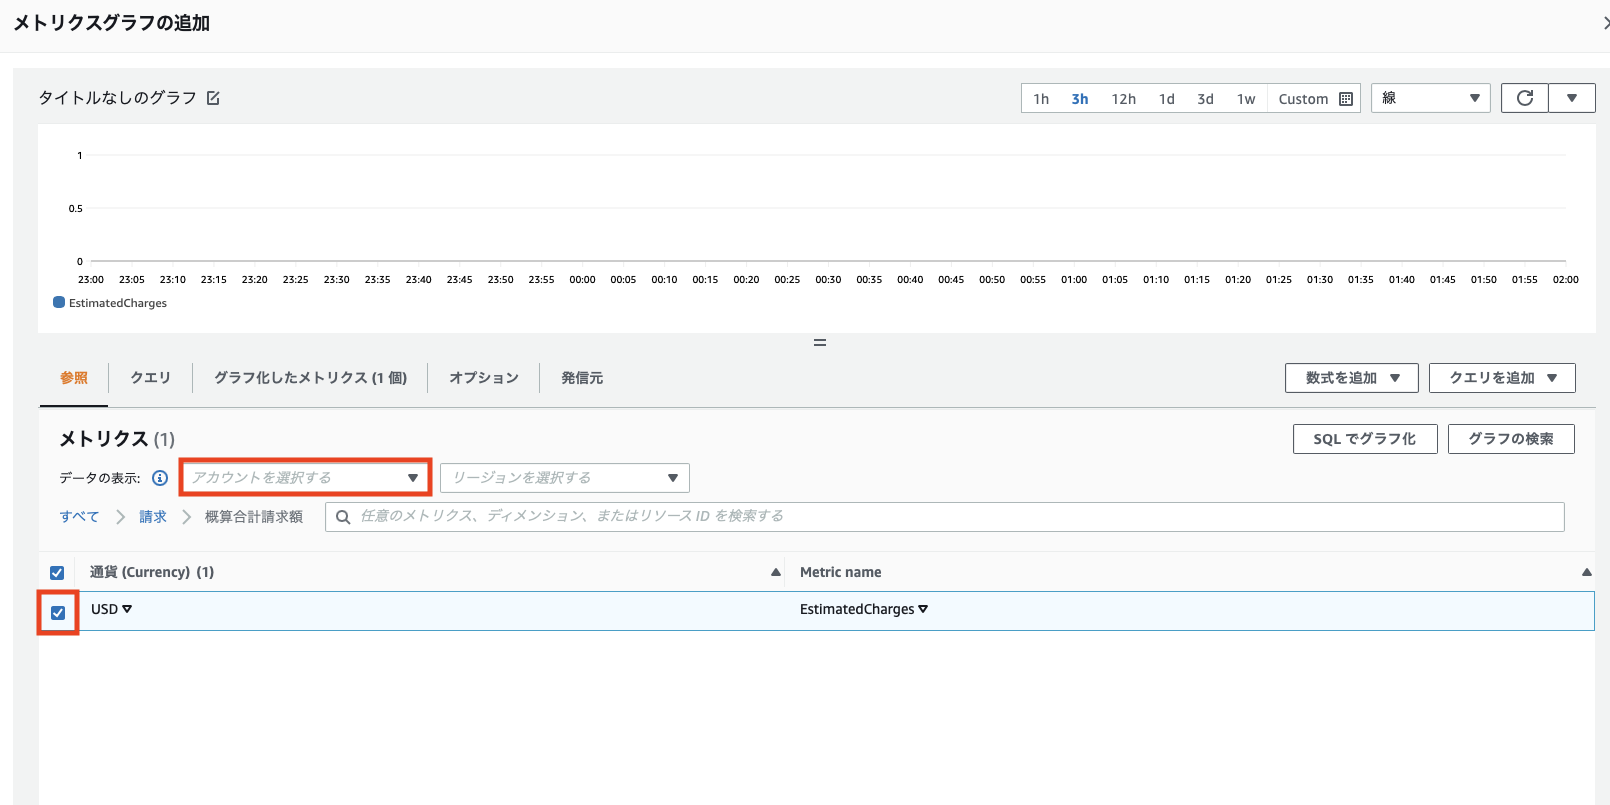 メトリクスグラフの追加
タイトルなしのグラフ
1h 3h 12h 1d 3d 1w Custom 線
1
0.5
0
23:00 23:05 23:10 23:15 23:20 23:25 23:30 23:35 23:40 23:45 23:50 23:55 00:00 00:05 00:10 00:15 00:20 00:25 00:30 00:35 00:40 00:45 00:50 00:55 01:00 01:05 01:10 01:15 01:20 01:25 01:30 01:35 01:40 01:45 01:50 01:55 02:00
EstimatedCharges
参照 クエリ グラフ化したメトリクス (1 個) オプション 発信元 数式を追加 クエリを追加
メトリクス (1) SQL でグラフ化 グラフの検索
データの表示: アカウントを選択する リージョンを選択する
すべて 請求 概算合計請求額 任意のメトリクス、ディメンション、またはリソース ID を検索する
通貨 (Currency) (1) Metric name
USD EstimatedCharges